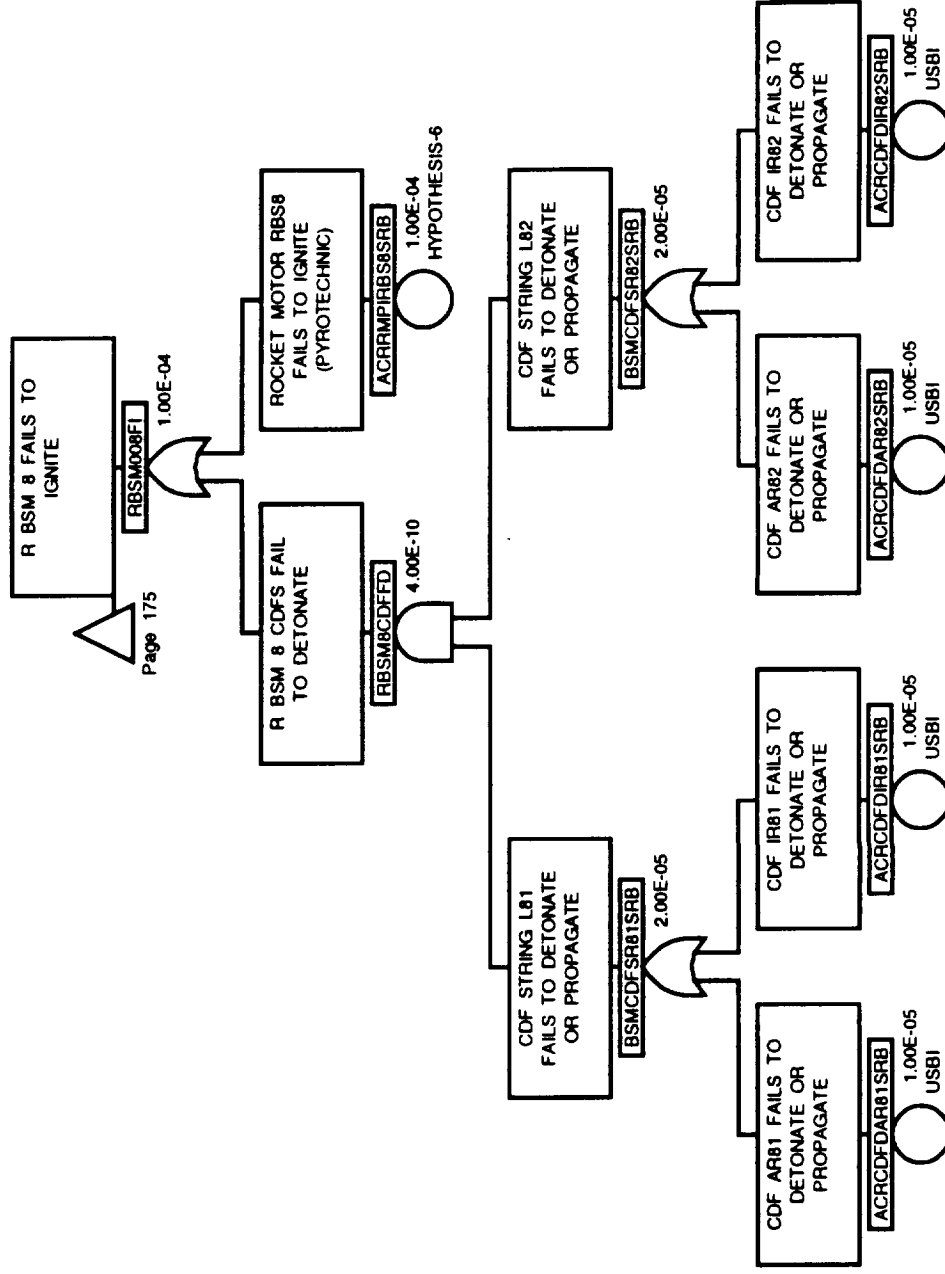 R BSM 8 FAILS TO
IGNITE
Page 175
RBSM008FI
1.00E-04
R BSM 8 CDFS FAIL
TO DETONATE
RBSM8CDFFD
4.00E-10
ROCKET MOTOR RBS8
FAILS TO IGNITE
(PYROTECHNIC)
ACRRMPIRBS8SRB
1.00E-04
HYPOTHESIS-6
CDF STRING L81
FAILS TO DETONATE
OR PROPAGATE
BSMCDFSR81SRB
2.00E-05
CDF STRING L82
FAILS TO DETONATE
OR PROPAGATE
BSMCDFSR82SRB
2.00E-05
CDF AR81 FAILS TO
DETONATE OR
PROPAGATE
ACRCDFDAR81SRB
1.00E-05
USBI
CDF IR81 FAILS TO
DETONATE OR
PROPAGATE
ACRCDFDIR81SRB
1.00E-05
USBI
CDF AR82 FAILS TO
DETONATE OR
PROPAGATE
ACRCDFDAR82SRB
1.00E-05
USBI
CDF IR82 FAILS TO
DETONATE OR
PROPAGATE
ACRCDFDIR82SRB
1.00E-05
USBI